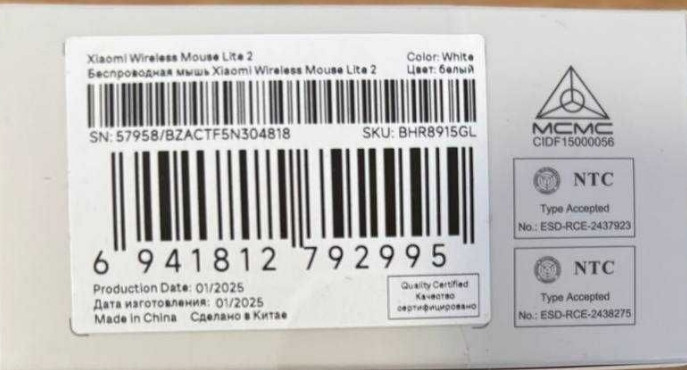 Xiaomi Wireless Mouse Lite 2 Color: White
Беспроводная мышь Xiaomi Wireless Mouse Lite 2 Цвет: белый
SN: 57958/BZACTF5N304818 SKU: BHR8915GL
6 941812 792995
Production Date: 01/2025
Дата изготовления: 01/2025
Made in China Сделано в Китае
Quality Certified
Качество
сертифицировано
MCMC
CIDF15000056
NTC
Type Accepted
No.: ESD-RCE-2437923
NTC
Type Accepted
No.: ESD-RCE-2438275